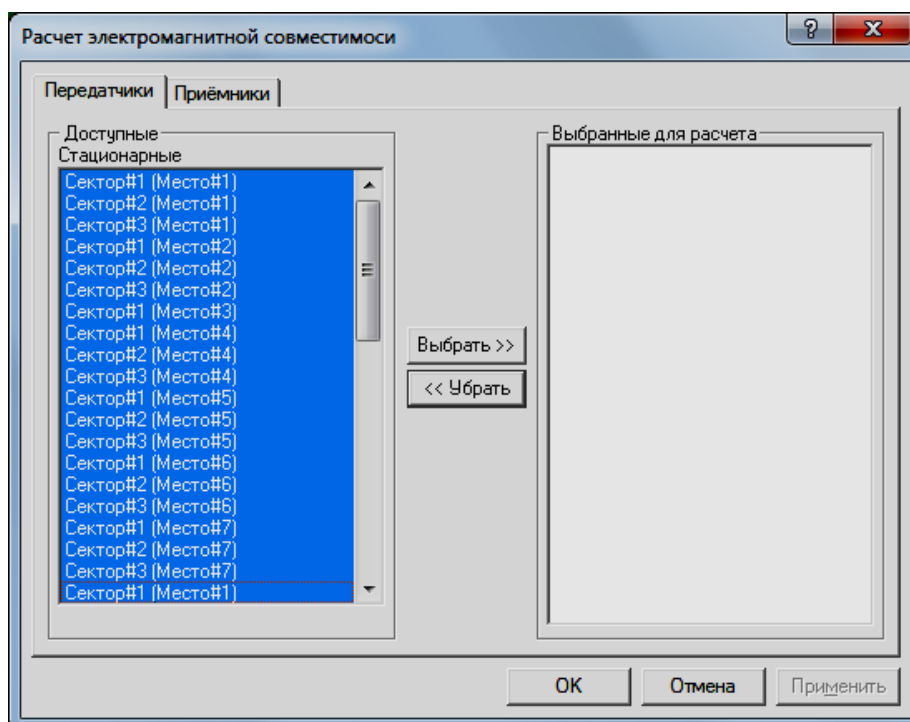 Расчет электромагнитной совместимоси
Передатчики
Приёмники
Доступные
Стационарные
Сектор#1 (Место#1)
Сектор#2 (Место#1)
Сектор#3 (Место#1)
Сектор#1 (Место#2)
Сектор#2 (Место#2)
Сектор#3 (Место#2)
Сектор#1 (Место#3)
Сектор#1 (Место#4)
Сектор#2 (Место#4)
Сектор#3 (Место#4)
Сектор#1 (Место#5)
Сектор#2 (Место#5)
Сектор#3 (Место#5)
Сектор#1 (Место#6)
Сектор#2 (Место#6)
Сектор#3 (Место#6)
Сектор#1 (Место#7)
Сектор#2 (Место#7)
Сектор#3 (Место#7)
Сектор#1 (Место#1)
Выбрать >>
<< Убрать
Выбранные для расчета
OK
Отмена
Применить